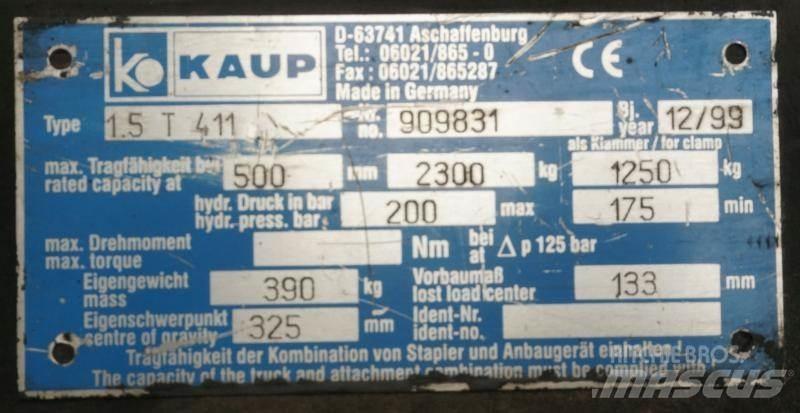 KAUP
D-63741 Aschaffenburg
Tel.: 06021/865 - 0
Fax : 06021/865287
Made in Germany
CE
Type 1.5 T 411 no. 909831 Bj. year 12/99
als Klammer / for clamp
max. Tragfähigkeit bei 500 mm 2300 kg 1250 kg
rated capacity at
hydr. Druck in bar 200 max 175 min
hydr. press. bar
max. Drehmoment Nm bei Δ p 125 bar
max. torque at
Eigengewicht 390 kg Vorbaumaß 133 mm
mass lost load center
Eigenschwerpunkt 325 mm Ident-Nr.
centre of gravity ident-no.
Tragfähigkeit der Kombination von Stapler und Anbaugerät einhalten !
The capacity of the truck and attachment combination must be complied
MASCUS